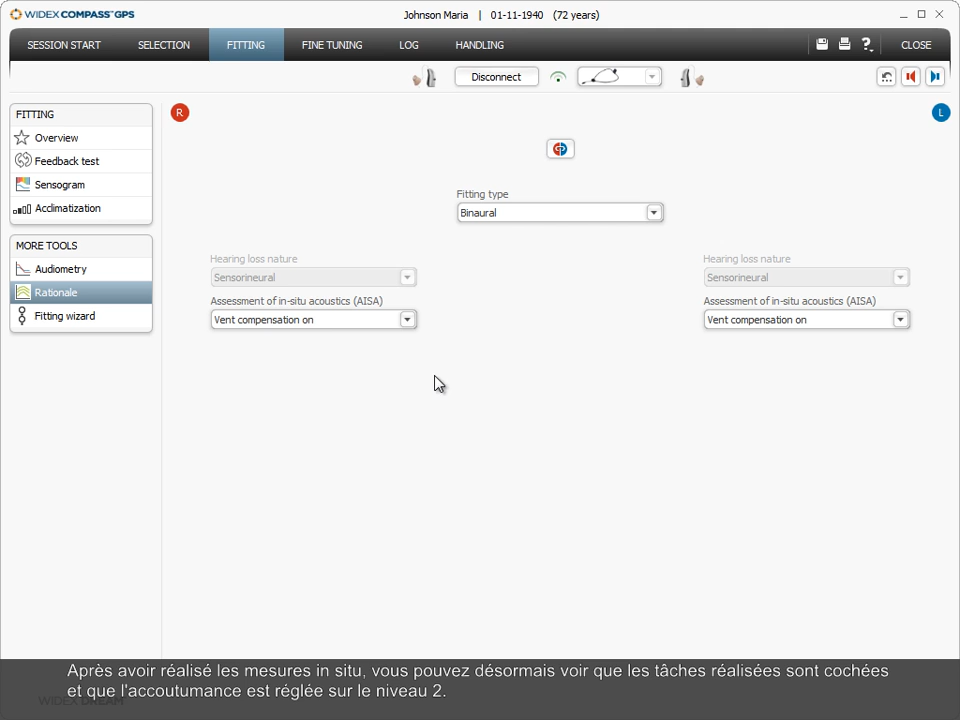 WIDEX COMPASS™GPS
Johnson Maria | 01-11-1940 (72 years)
SESSION START SELECTION FITTING FINE TUNING LOG HANDLING ? CLOSE
Disconnect
FITTING
Overview
Feedback test
Sensogram
Acclimatization
MORE TOOLS
Audiometry
Rationale
Fitting wizard
R
L
Fitting type
Binaural
Hearing loss nature
Sensorineural
Assessment of in-situ acoustics (AISA)
Vent compensation on
Hearing loss nature
Sensorineural
Assessment of in-situ acoustics (AISA)
Vent compensation on
Après avoir réalisé les mesures in situ, vous pouvez désormais voir que les tâches réalisées sont cochées
et que l'accoutumance est réglée sur le niveau 2.
WIDEX DREAM™